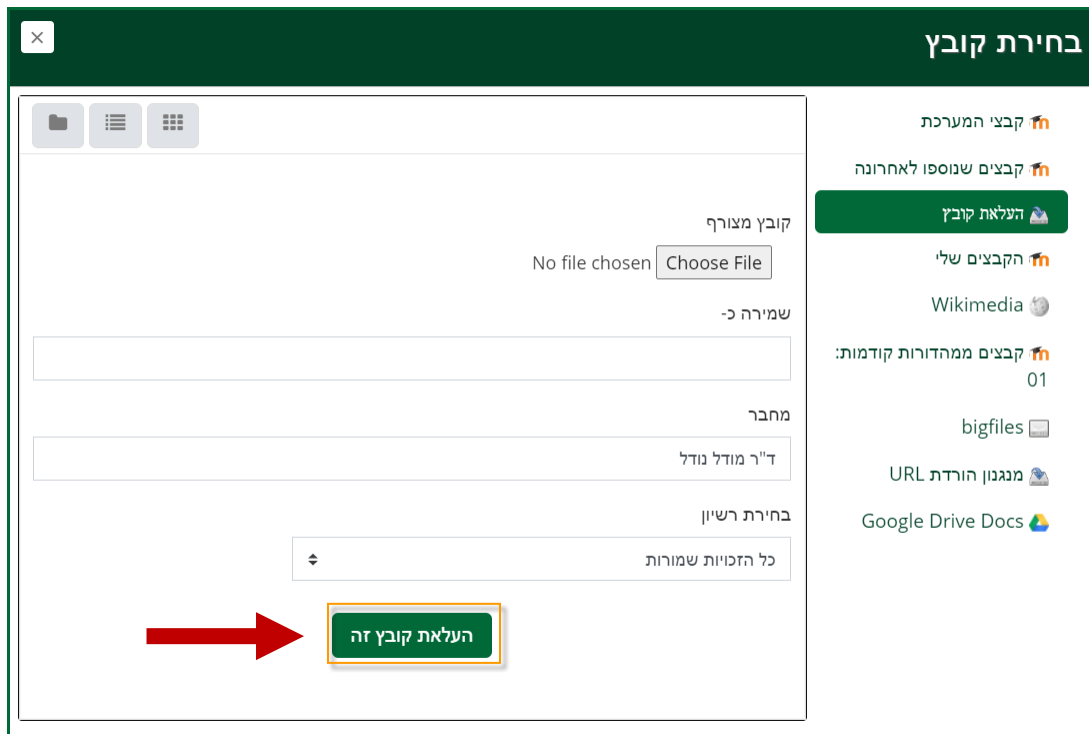 בחירת קובץ
קבצי המערכת
קבצים שנוספו לאחרונה
העלאת קובץ
הקבצים שלי
Wikimedia
קבצים ממהדורות קודמות:
01
bigfiles
מנגנון הורדת URL
Google Drive Docs
קובץ מצורף
Choose File No file chosen
שמירה כ-
מחבר
ד"ר מודל נודל
בחירת רשיון
כל הזכויות שמורות
העלאת קובץ זה